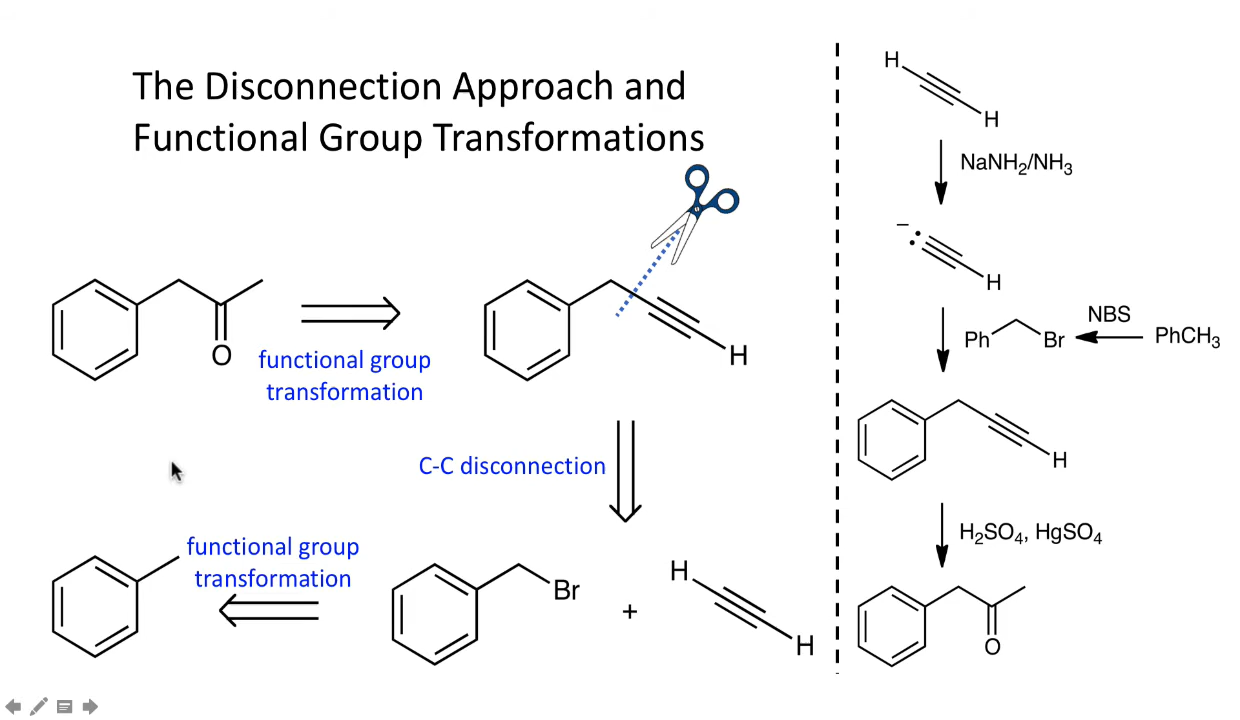 The Disconnection Approach and
Functional Group Transformations
O
functional group
transformation
H
C-C disconnection
functional group
transformation
Br
+
H
H
H
H
NaNH₂/NH₃
−
:
H
Ph
Br
NBS
PhCH₃
H
H₂SO₄, HgSO₄
O